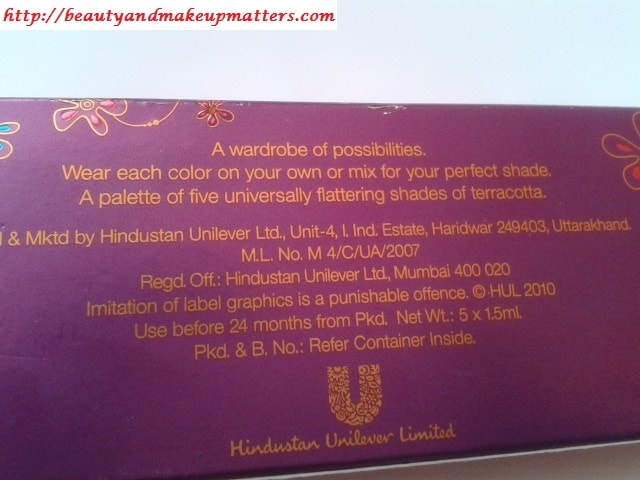 http://beautyandmakeupmatters.com
A wardrobe of possibilities.
Wear each color on your own or mix for your perfect shade.
A palette of five universally flattering shades of terracotta.
& Mktd by Hindustan Unilever Ltd., Unit-4, I. Ind. Estate, Haridwar 249403, Uttarakhand.
M.L. No. M 4/C/UA/2007
Regd. Off.: Hindustan Unilever Ltd, Mumbai 400 020
Imitation of label graphics is a punishable offence. © HUL 2010
Use before 24 months from Pkd. Net Wt.: 5 x 1.5ml.
Pkd. & B. No.: Refer Container Inside.
Hindustan Unilever Limited